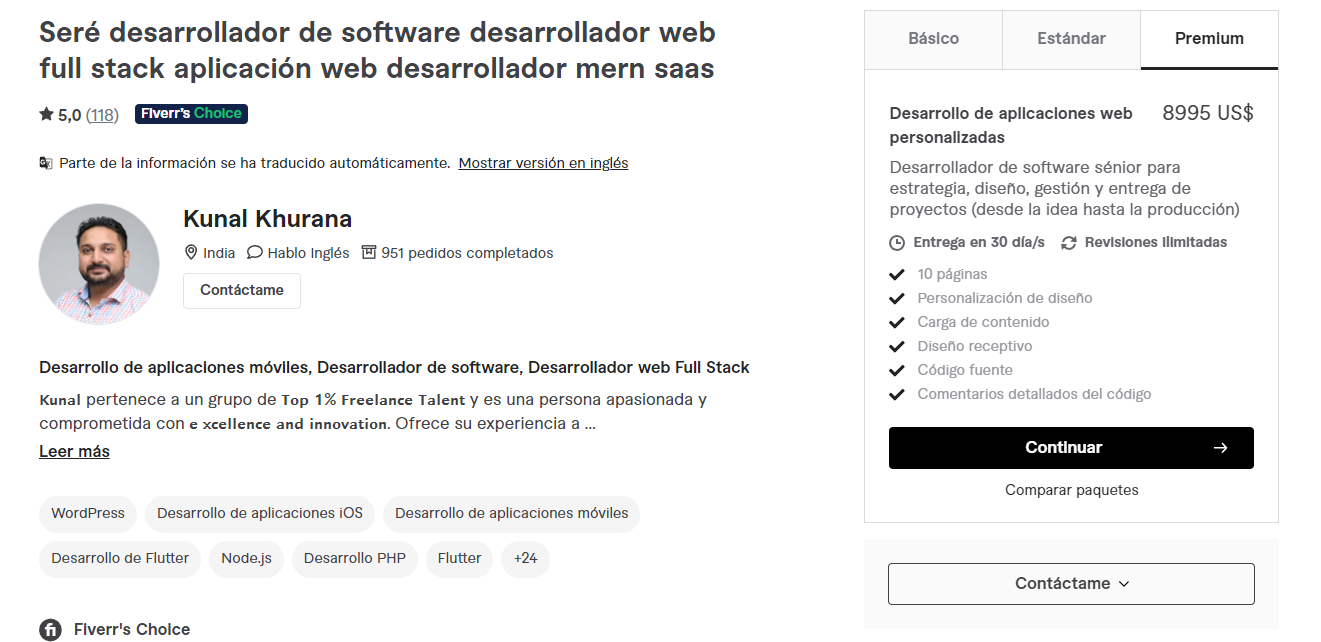 Seré desarrollador de software desarrollador web
full stack aplicación web desarrollador mern saas
5,0 (118) Fiverr's Choice
Parte de la información se ha traducido automáticamente. Mostrar versión en inglés
Kunal Khurana
India Hablo Inglés 951 pedidos completados
Contáctame
Desarrollo de aplicaciones móviles, Desarrollador de software, Desarrollador web Full Stack
Kunal pertenece a un grupo de Top 1% Freelance Talent y es una persona apasionada y
comprometida con e xcellence and innovation. Ofrece su experiencia a ...
Leer más
WordPress Desarrollo de aplicaciones iOS Desarrollo de aplicaciones móviles
Desarrollo de Flutter Node.js Desarrollo PHP Flutter +24
fi Fiverr's Choice
Básico Estándar Premium
Desarrollo de aplicaciones web 8995 US$
personalizadas
Desarrollador de software sénior para
estrategia, diseño, gestión y entrega de
proyectos (desde la idea hasta la producción)
Entrega en 30 día/s Revisiones ilimitadas
10 páginas
Personalización de diseño
Carga de contenido
Diseño receptivo
Código fuente
Comentarios detallados del código
Continuar
Comparar paquetes
Contáctame